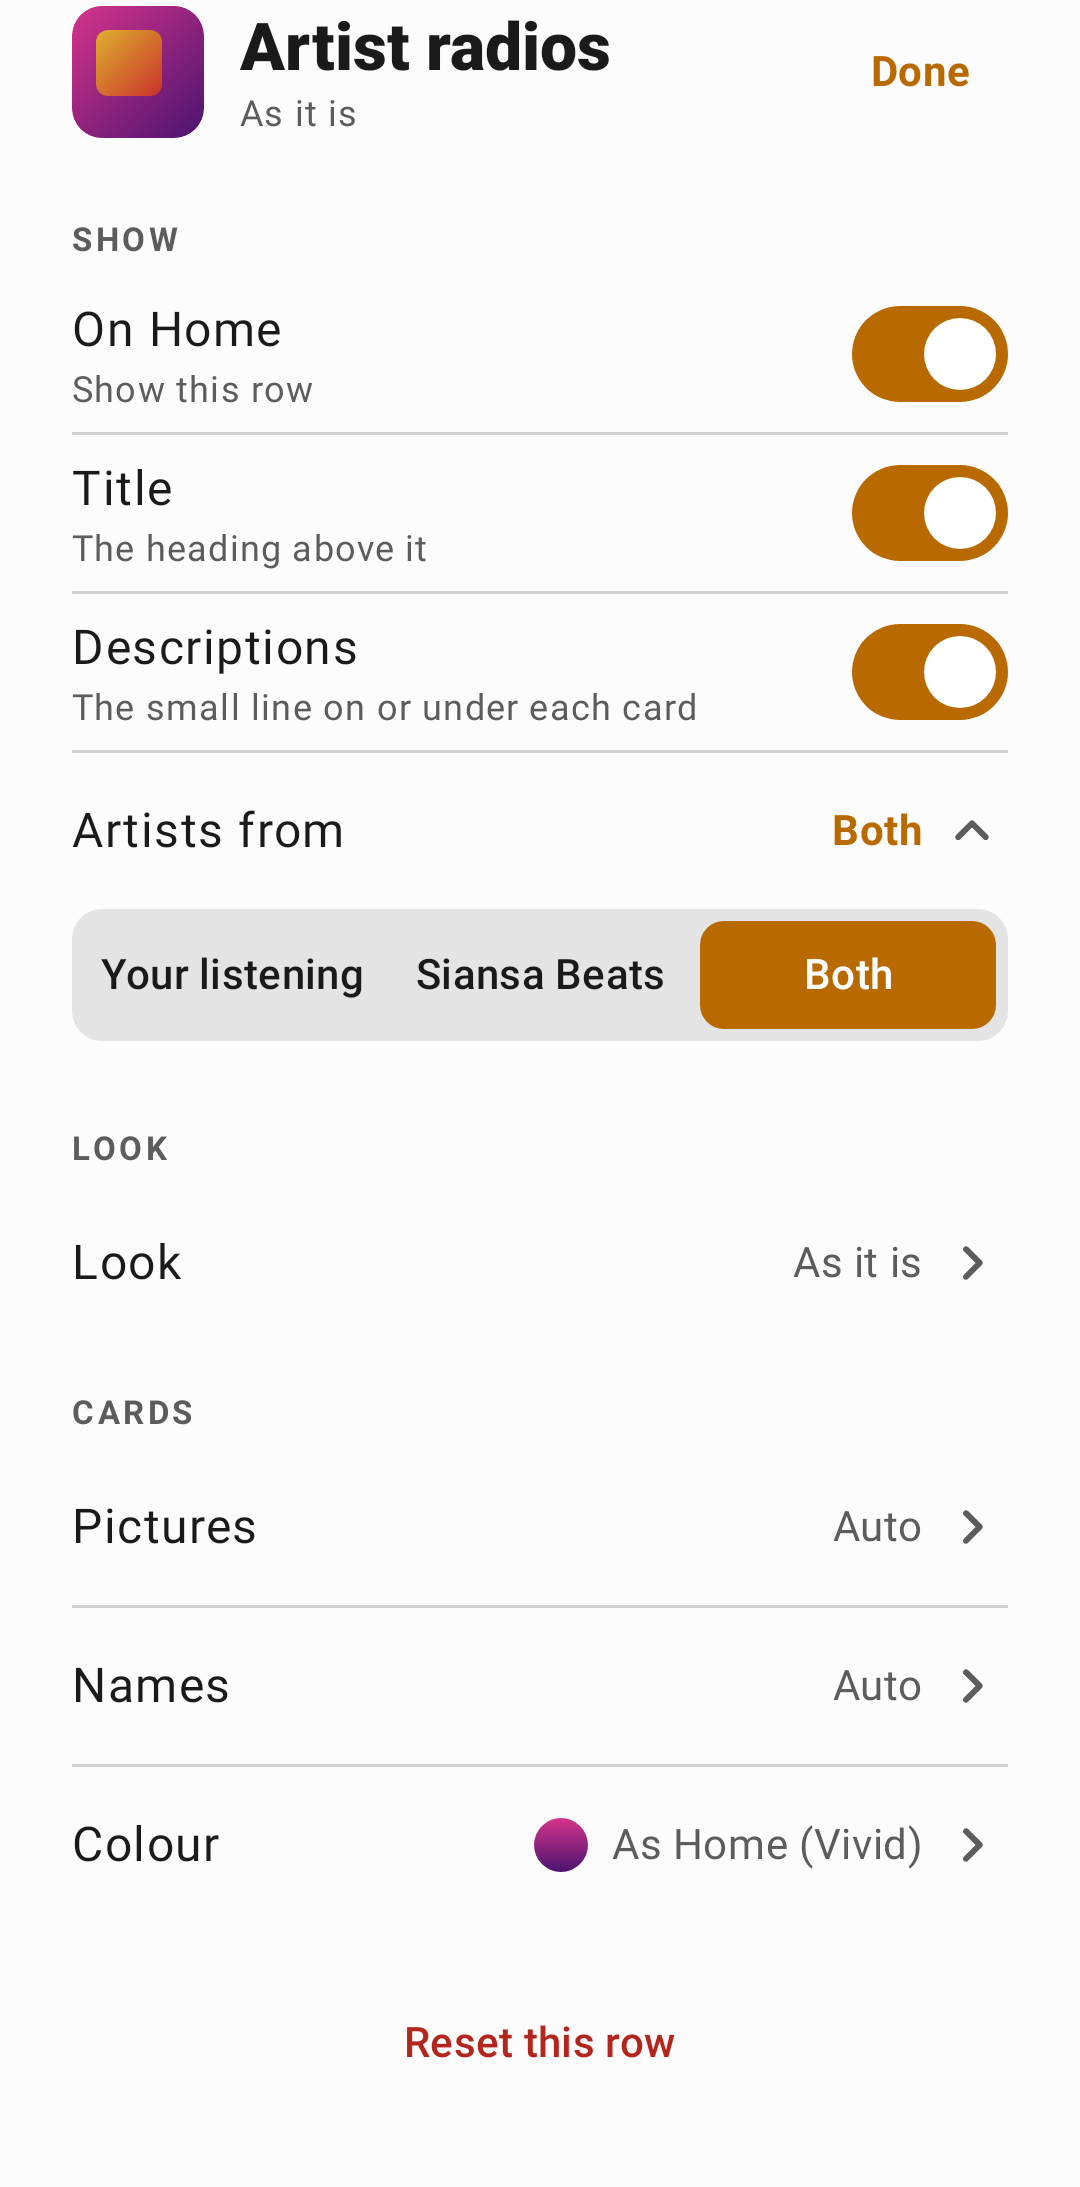 Artist radios
As it is
Done
SHOW
On Home
Show this row
Title
The heading above it
Descriptions
The small line on or under each card
Artists from
Both
Your listening
Siansa Beats
Both
LOOK
Look
As it is
CARDS
Pictures
Auto
Names
Auto
Colour
As Home (Vivid)
Reset this row